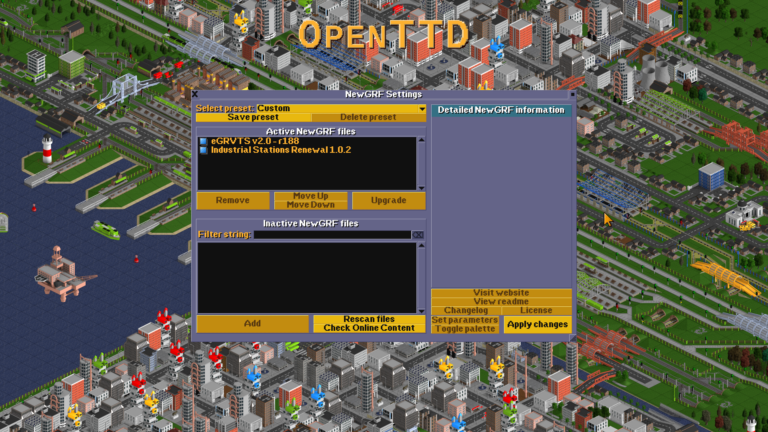 OPENTTD
NewGRF Settings
Select preset: Custom
Save preset
Delete preset
Active NewGRF files
eGRVTS v2.0 - r188
Industrial Stations Renewal 1.0.2
Remove
Move Up
Move Down
Upgrade
Inactive NewGRF files
Filter string:
Add
Rescan files
Check Online Content
Detailed NewGRF information
Visit website
View readme
Changelog
License
Set parameters
Toggle palette
Apply changes